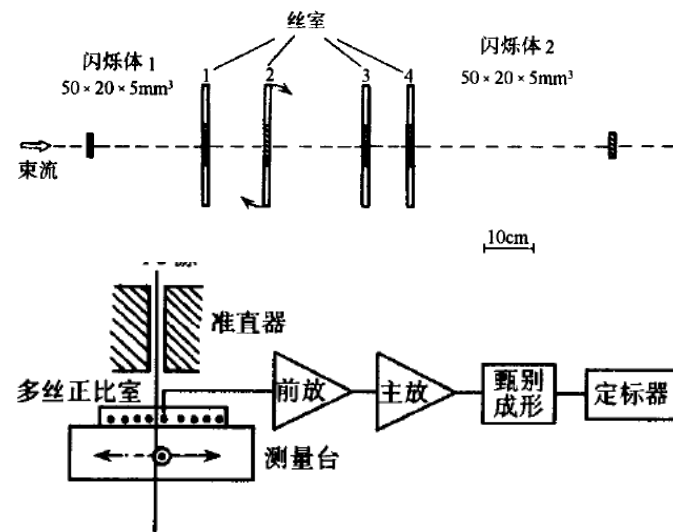 丝室
闪烁体 1
50×20×5mm³
1
2
3
4
闪烁体 2
50×20×5mm³
束流
10cm
准直器
多丝正比室
前放
主放
甄别
成形
定标器
测量台